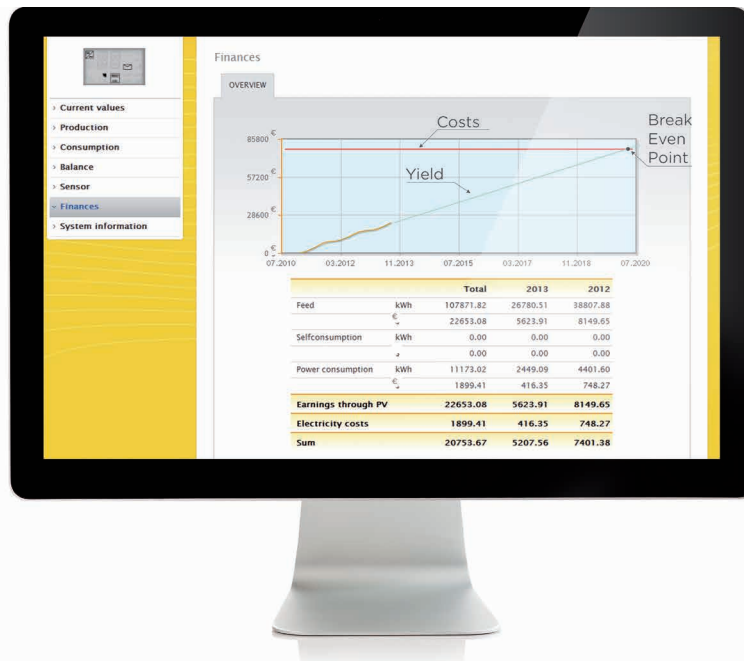 Finances
OVERVIEW
Current values
Production
Consumption
Balance
Sensor
Finances
System information
Costs
Break
Even
Point
Yield
85800 €
57200 €
28600 €
0 €
07.2010 03.2012 11.2013 07.2015 03.2017 11.2018 07.2020
Total 2013 2012
Feed kWh 107871.82 26780.51 38807.88
€ 22653.08 5623.91 8149.65
Selfconsumption kWh 0.00 0.00 0.00
0.00 0.00 0.00
Power consumption kWh 11173.02 2449.09 4401.60
€ 1899.41 416.35 748.27
Earnings through PV 22653.08 5623.91 8149.65
Electricity costs 1899.41 416.35 748.27
Sum 20753.67 5207.56 7401.38